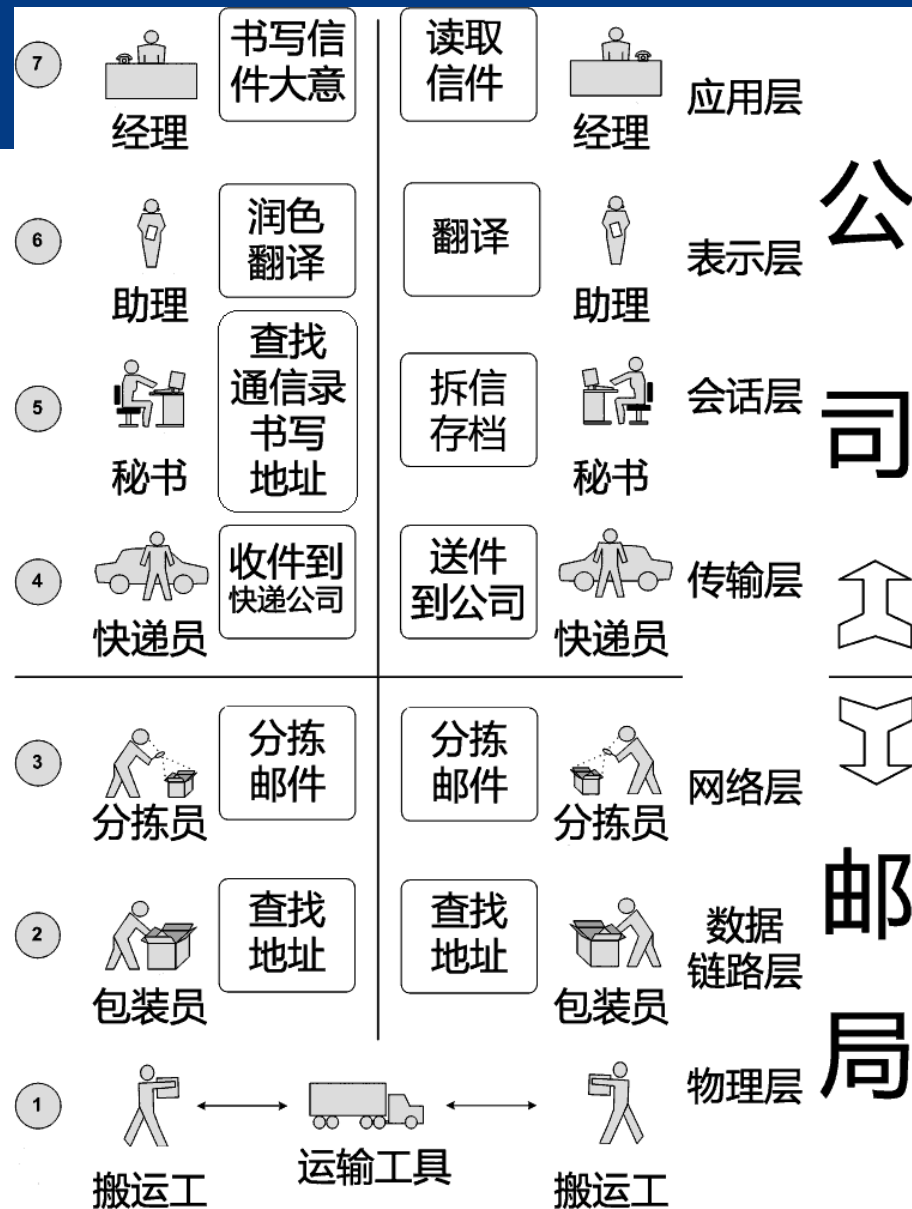 7
书写信
件大意
读取
信件
经理
经理
应用层
6
润色
翻译
翻译
助理
助理
表示层
公
5
查找
通信录
书写
地址
拆信
存档
秘书
秘书
会话层
司
4
收件到
快递公司
送件
到公司
快递员
快递员
传输层
3
分拣
邮件
分拣
邮件
分拣员
分拣员
网络层
2
查找
地址
查找
地址
包装员
包装员
数据
链路层
邮
1
搬运工
运输工具
搬运工
物理层
局